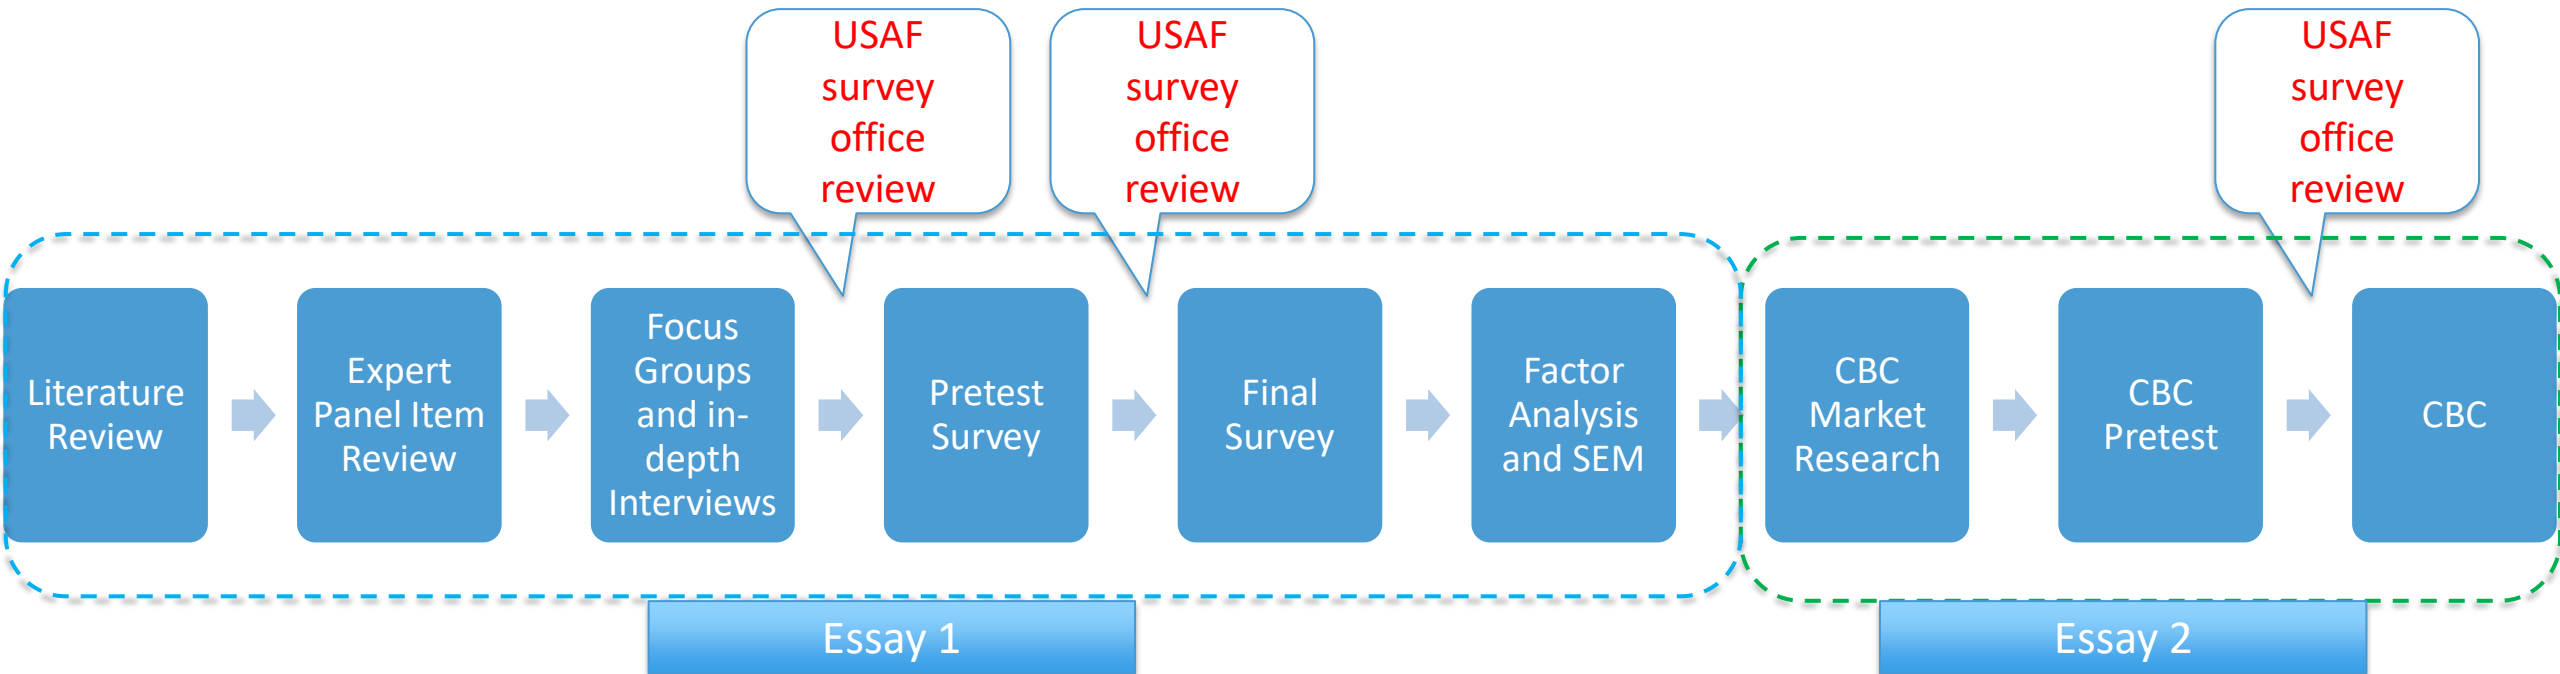 USAF
survey
office
review
USAF
survey
office
review
USAF
survey
office
review
Literature
Review
Expert
Panel Item
Review
Focus
Groups
and in-
depth
Interviews
Pretest
Survey
Final
Survey
Factor
Analysis
and SEM
CBC
Market
Research
CBC
Pretest
CBC
Essay 1
Essay 2